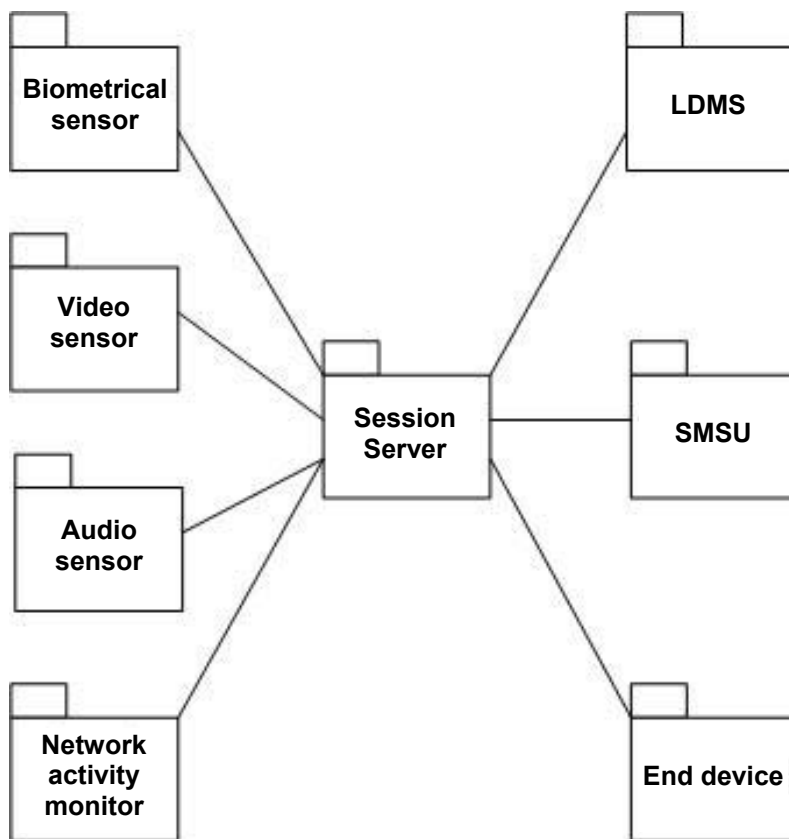 Biometrical
sensor
LDMS
Video
sensor
Session
Server
SMSU
Audio
sensor
Network
activity
monitor
End device